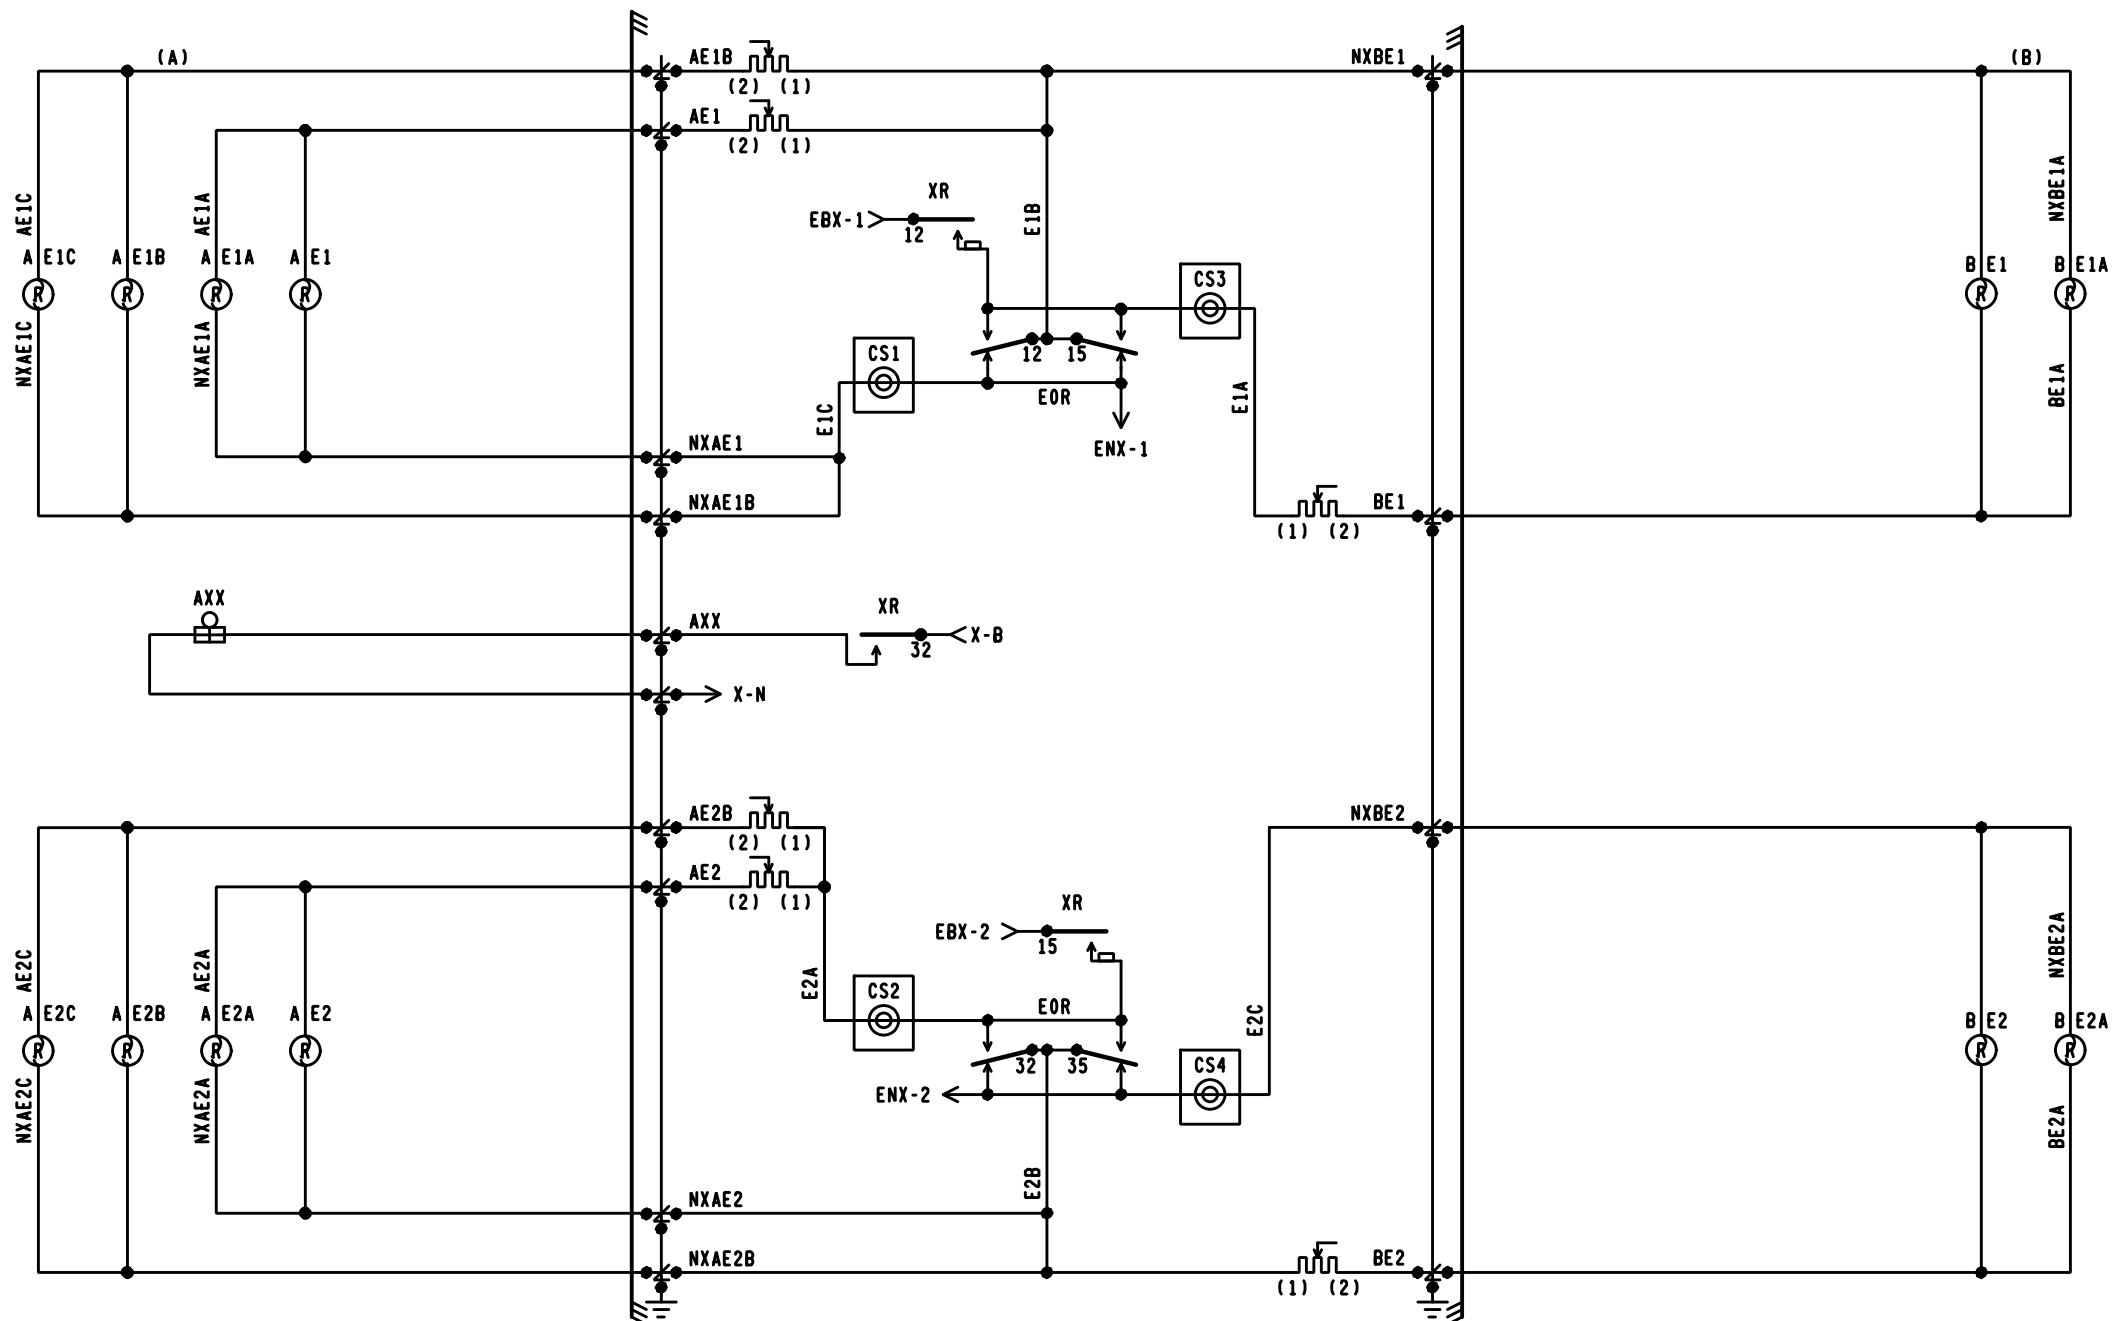 (A) AE1B NXBE1 (B)
(2) (1)
AE1
(2) (1)
XR
EBX-1
12
AE1C AE1A E1B NXBE1A
A E1C A E1B A E1A A E1 B E1 B E1A
R R R R R R
CS3
NXAE1C NXAE1A
CS1
12 15
E1C E0R E1A BE1A
NXAE1 ENX-1
NXAE1B BE1
(1) (2)
AXX XR
AXX
X-B
32
X-N
AE2B NXBE2
(2) (1)
AE2
(2) (1)
XR
EBX-2
15
AE2C AE2A E2A NXBE2A
CS2 E0R E2C
A E2C A E2B A E2A A E2 B E2 B E2A
R R R R R R
32 35 CS4
ENX-2
NXAE2C NXAE2A BE2A
E2B
NXAE2
NXAE2B BE2
(1) (2)